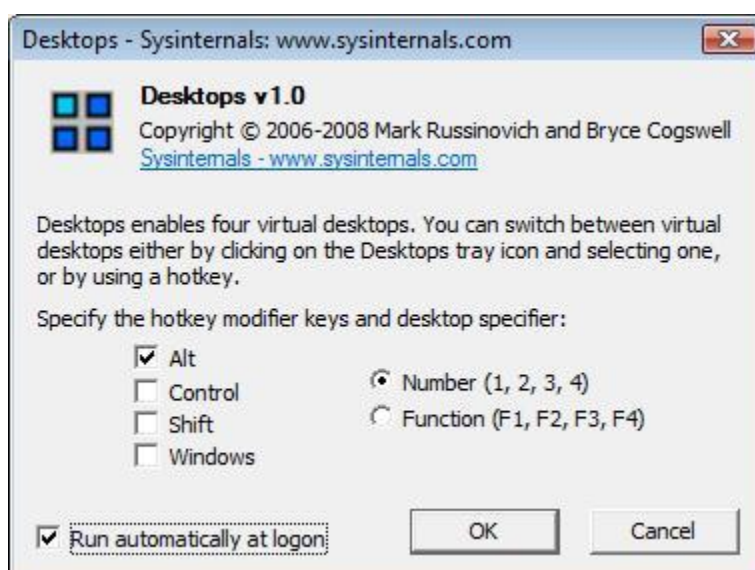 Desktops - Sysinternals: www.sysinternals.com
Desktops v1.0
Copyright © 2006-2008 Mark Russinovich and Bryce Cogswell
Sysinternals - www.sysinternals.com
Desktops enables four virtual desktops. You can switch between virtual
desktops either by clicking on the Desktops tray icon and selecting one,
or by using a hotkey.
Specify the hotkey modifier keys and desktop specifier:
Alt
Control
Shift
Windows
Number (1, 2, 3, 4)
Function (F1, F2, F3, F4)
Run automatically at logon
OK
Cancel